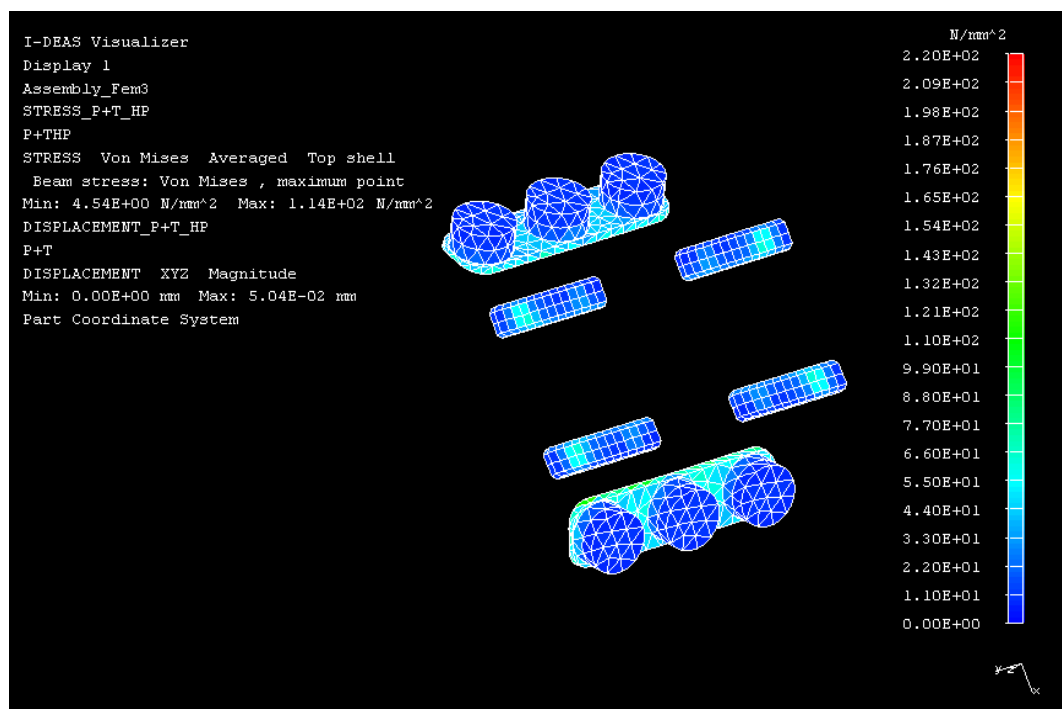 I-DEAS Visualizer
Display 1
Assembly_Fem3
STRESS_P+T_HP
P+THP
STRESS Von Mises Averaged Top shell
Beam stress: Von Mises , maximum point
Min: 4.54E+00 N/mm^2 Max: 1.14E+02 N/mm^2
DISPLACEMENT_P+T_HP
P+T
DISPLACEMENT XYZ Magnitude
Min: 0.00E+00 mm Max: 5.04E-02 mm
Part Coordinate System
N/mm^2
2.20E+02
2.09E+02
1.98E+02
1.87E+02
1.76E+02
1.65E+02
1.54E+02
1.43E+02
1.32E+02
1.21E+02
1.10E+02
9.90E+01
8.80E+01
7.70E+01
6.60E+01
5.50E+01
4.40E+01
3.30E+01
2.20E+01
1.10E+01
0.00E+00
y z
x